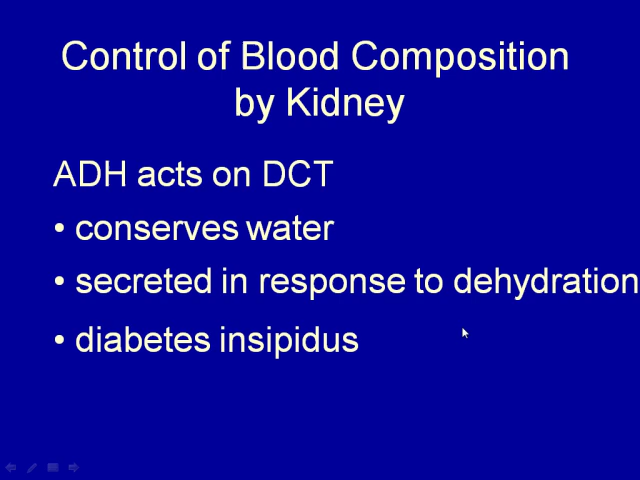 Control of Blood Composition
by Kidney
ADH acts on DCT
• conserves water
• secreted in response to dehydration
• diabetes insipidus